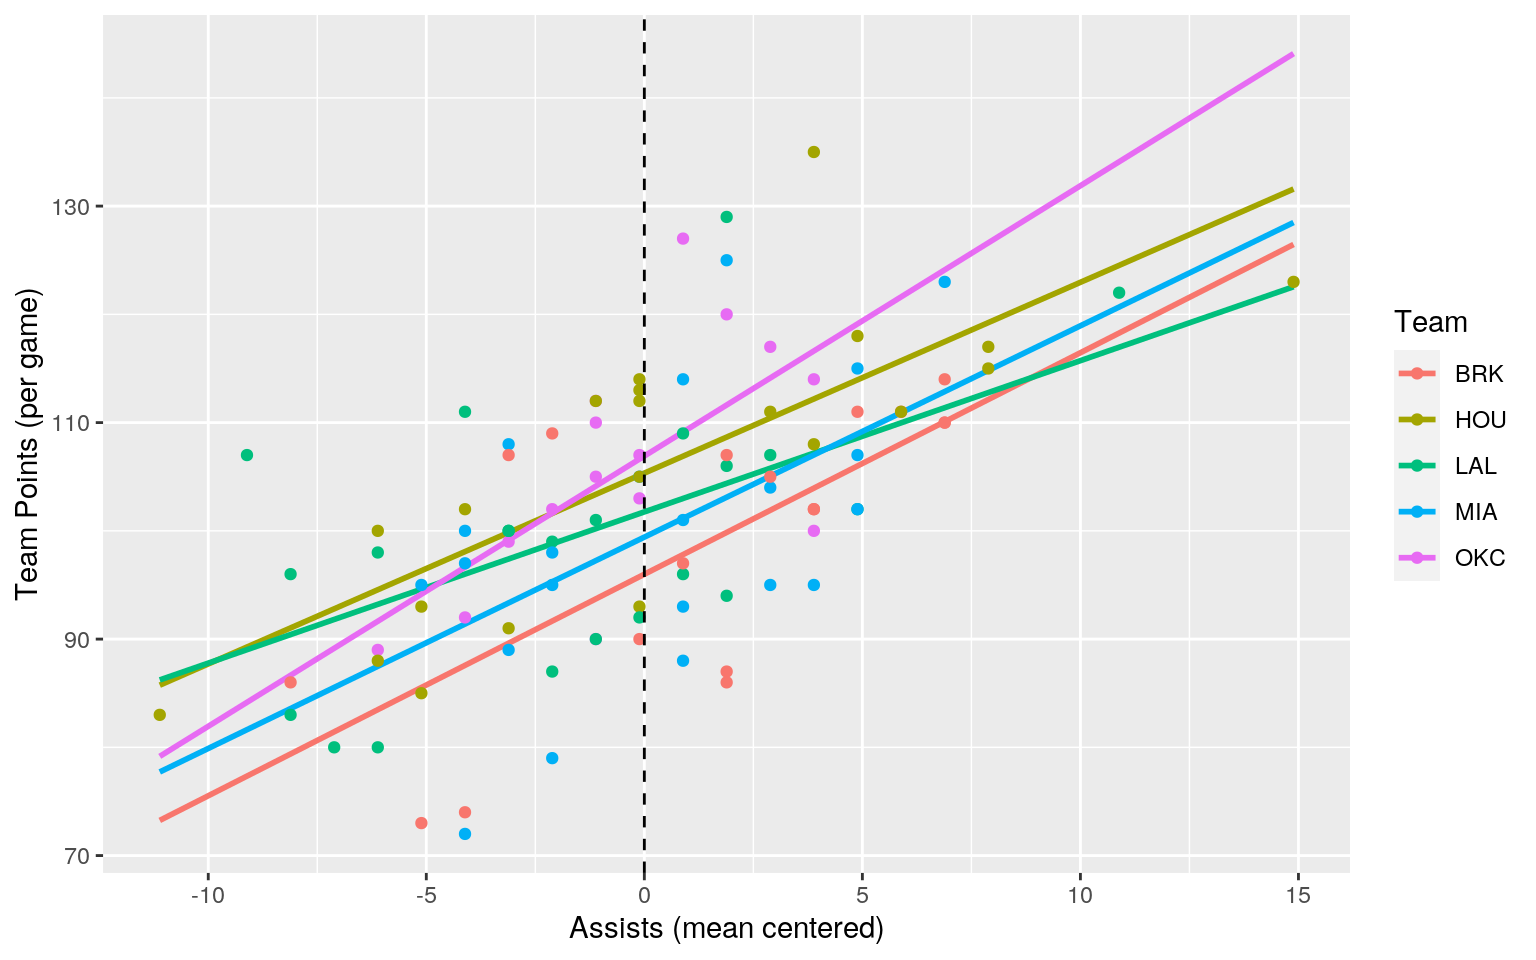 Team Points (per game)
130
110
90
70
-10 -5 0 5 10 15
Assists (mean centered)
Team
BRK
HOU
LAL
MIA
OKC